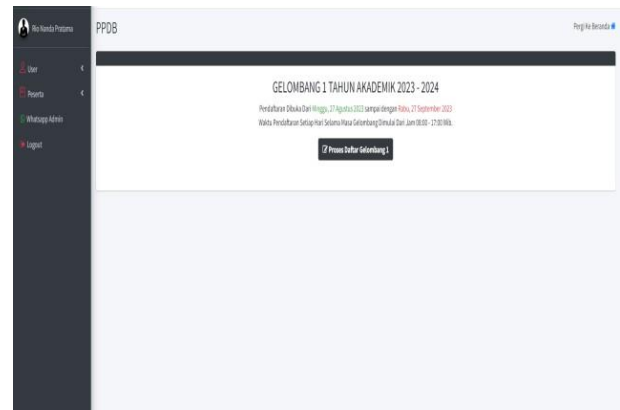 Rio Nanda Pratama
PPDB
Pergi Ke Beranda
User
Peserta
Whatsapp Admin
Logout
GELOMBANG 1 TAHUN AKADEMIK 2023 - 2024
Pendaftaran Dibuka Dari Minggu, 27 Agustus 2023 sampai dengan Rabu, 27 September 2023
Waktu Pendaftaran Setiap Hari Selama Masa Gelombang Dimulai Dari Jam 08:00 - 17:00 Wib.
Proses Daftar Gelombang 1